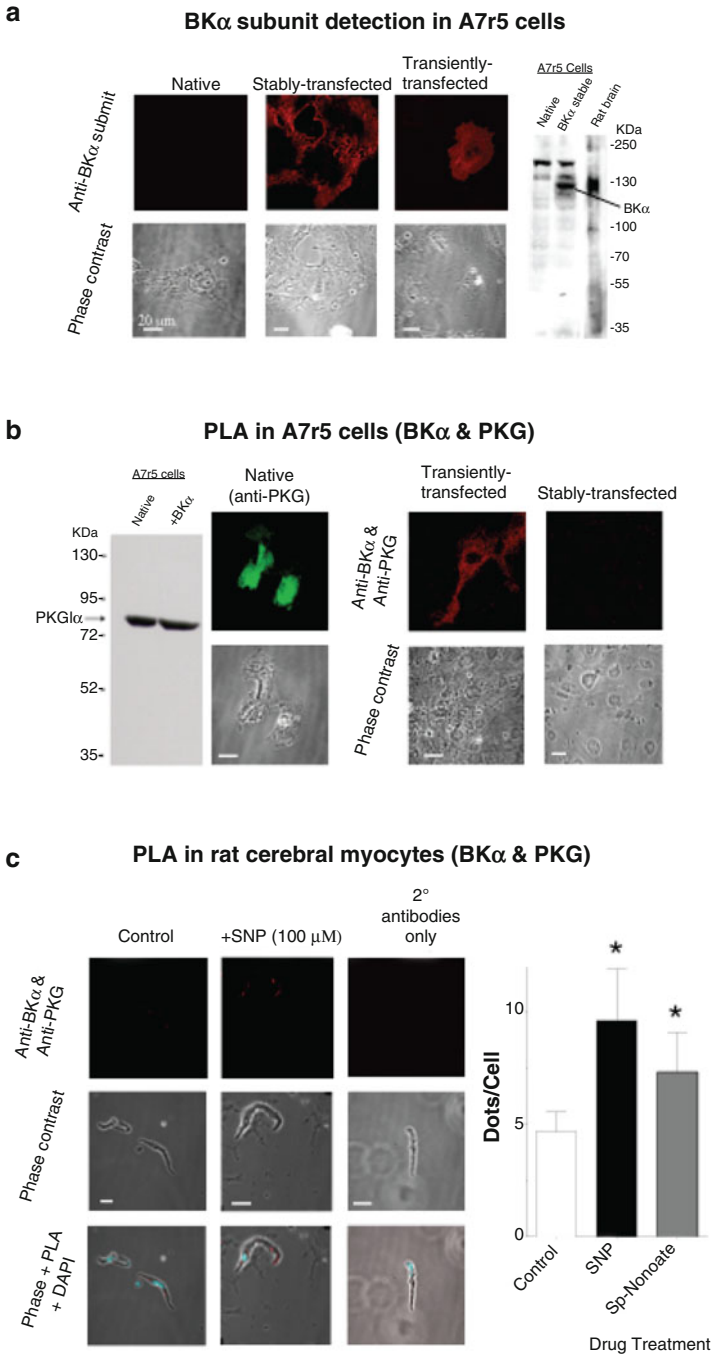 a
BKα subunit detection in A7r5 cells
Native
Stably-transfected
Transiently-
transfected
A7r5 Cells
Native
BKα stable
Rat brain
Anti-BKα submit
Phase contrast
20 μm
KDa
-250
-130
BKα
-100
-70
-55
-35
b
PLA in A7r5 cells (BKα & PKG)
A7r5 cells
Native
+BKα
KDa
130-
95-
PKGIα
72-
52-
35-
Native
(anti-PKG)
Transiently-
transfected
Stably-transfected
Anti-BKα &
Anti-PKG
Phase contrast
c
PLA in rat cerebral myocytes (BKα & PKG)
Control
+SNP (100 μM)
2°
antibodies
only
Anti-BKα &
Anti-PKG
Phase contrast
Phase + PLA
+ DAPI
Dots/Cell
10
5
0
*
*
Control
SNP
Sp-Nonoate
Drug Treatment